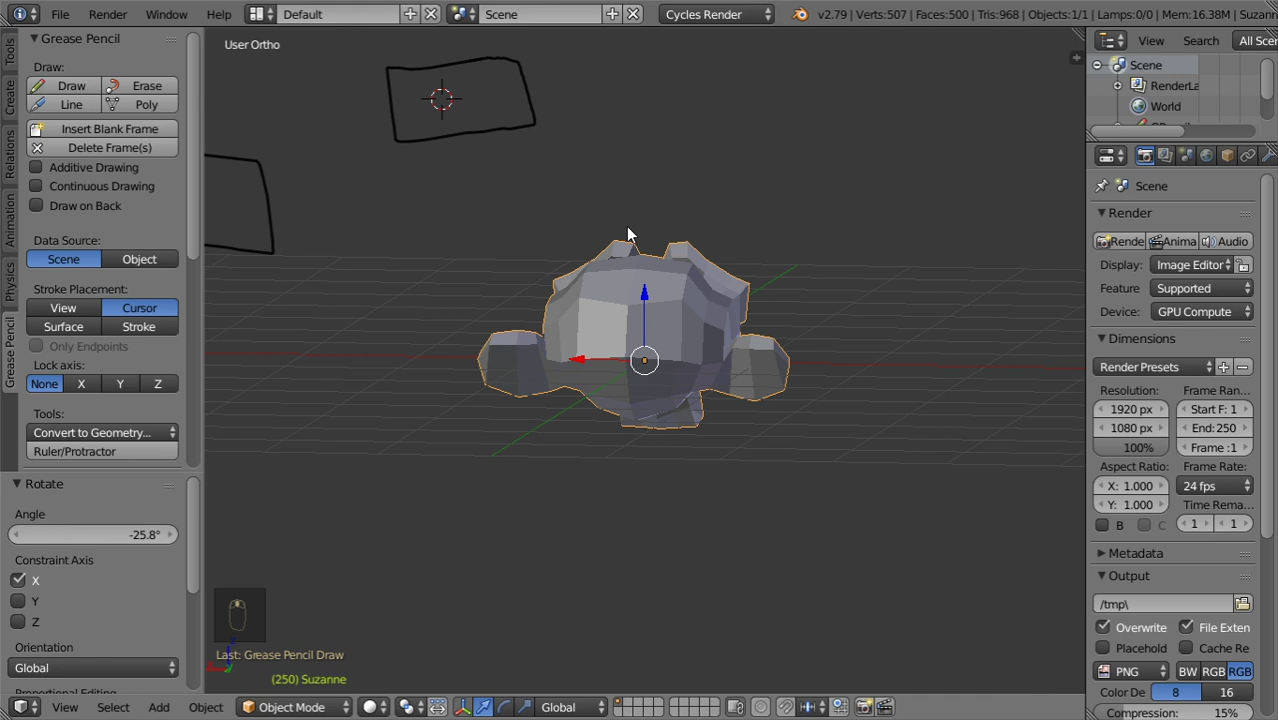 File Render Window Help Default Scene Cycles Render v2.79 | Verts:507 | Faces:500 | Tris:968 | Objects:1/1 | Lamps:0/0 | Mem:16.38M | Suzann
Grease Pencil
User Ortho
View Search All Sce
Scene
RenderLa
World
Tools
Create
Relations
Animation
Physics
Grease Pencil
Draw:
Draw Erase
Line Poly
Insert Blank Frame
Delete Frame(s)
Additive Drawing
Continuous Drawing
Draw on Back
Data Source:
Scene Object
Stroke Placement:
View Cursor
Surface Stroke
Only Endpoints
Lock axis:
None X Y Z
Tools:
Convert to Geometry...
Ruler/Protractor
Rotate
Angle
-25.8°
Constraint Axis
X
Y
Z
Orientation
Global
Last: Grease Pencil Draw
(250) Suzanne
View Select Add Object Object Mode Global
Scene
Render
Rende Anima Audio
Display: Image Editor
Feature Supported
Device: GPU Compute
Dimensions
Render Presets
Resolution: Frame Ran...
1920 px Start F: 1
1080 px End:250
100% Frame :1
Aspect Ratio: Frame Rate:
X: 1.000 24 fps
Y: 1.000 Time Rema...
B C 1 1
Metadata
Output
/tmp\
Overwrite File Exten
Placehold Cache Re
PNG BW RGB RGB
Color De 8 16
Compression: 15%